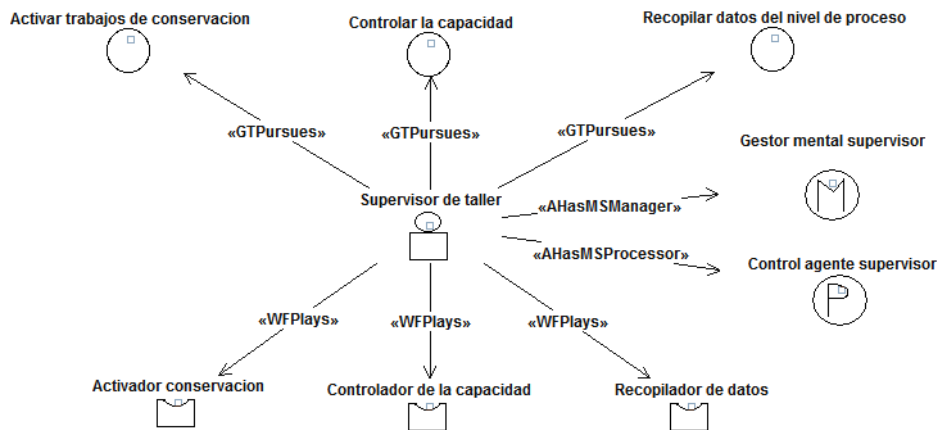 Activar trabajos de conservacion
Controlar la capacidad
Recopilar datos del nivel de proceso
«GTPursues»
«GTPursues»
«GTPursues»
Gestor mental supervisor
M
Supervisor de taller
«AHasMSManager»
«AHasMSProcessor»
Control agente supervisor
P
«WFPlays»
«WFPlays»
«WFPlays»
Activador conservacion
Controlador de la capacidad
Recopilador de datos